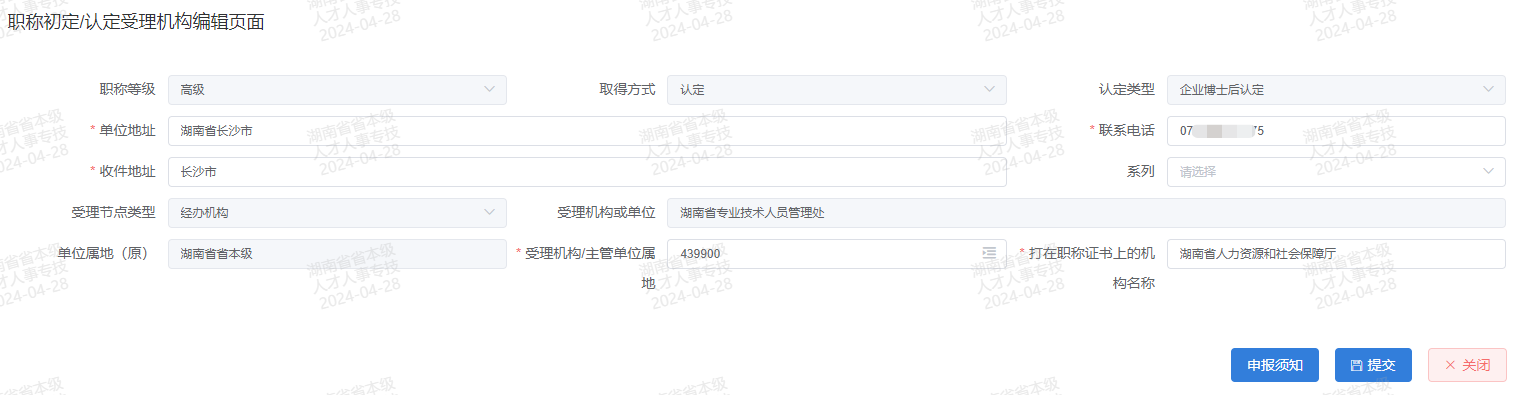 职称初定/认定受理机构编辑页面
职称等级 高级 取得方式 认定 认定类型 企业博士后认定
* 单位地址 湖南省长沙市 * 联系电话 07 75
* 收件地址 长沙市 系列 请选择
受理节点类型 经办机构 受理机构或单位 湖南省专业技术人员管理处
单位属地（原） 湖南省省本级 * 受理机构/主管单位属 439900 * 打在职称证书上的机 湖南省人力资源和社会保障厅
地 构名称
申报须知 提交 关闭
湖南省省本级
人才人事专技
2024-04-28